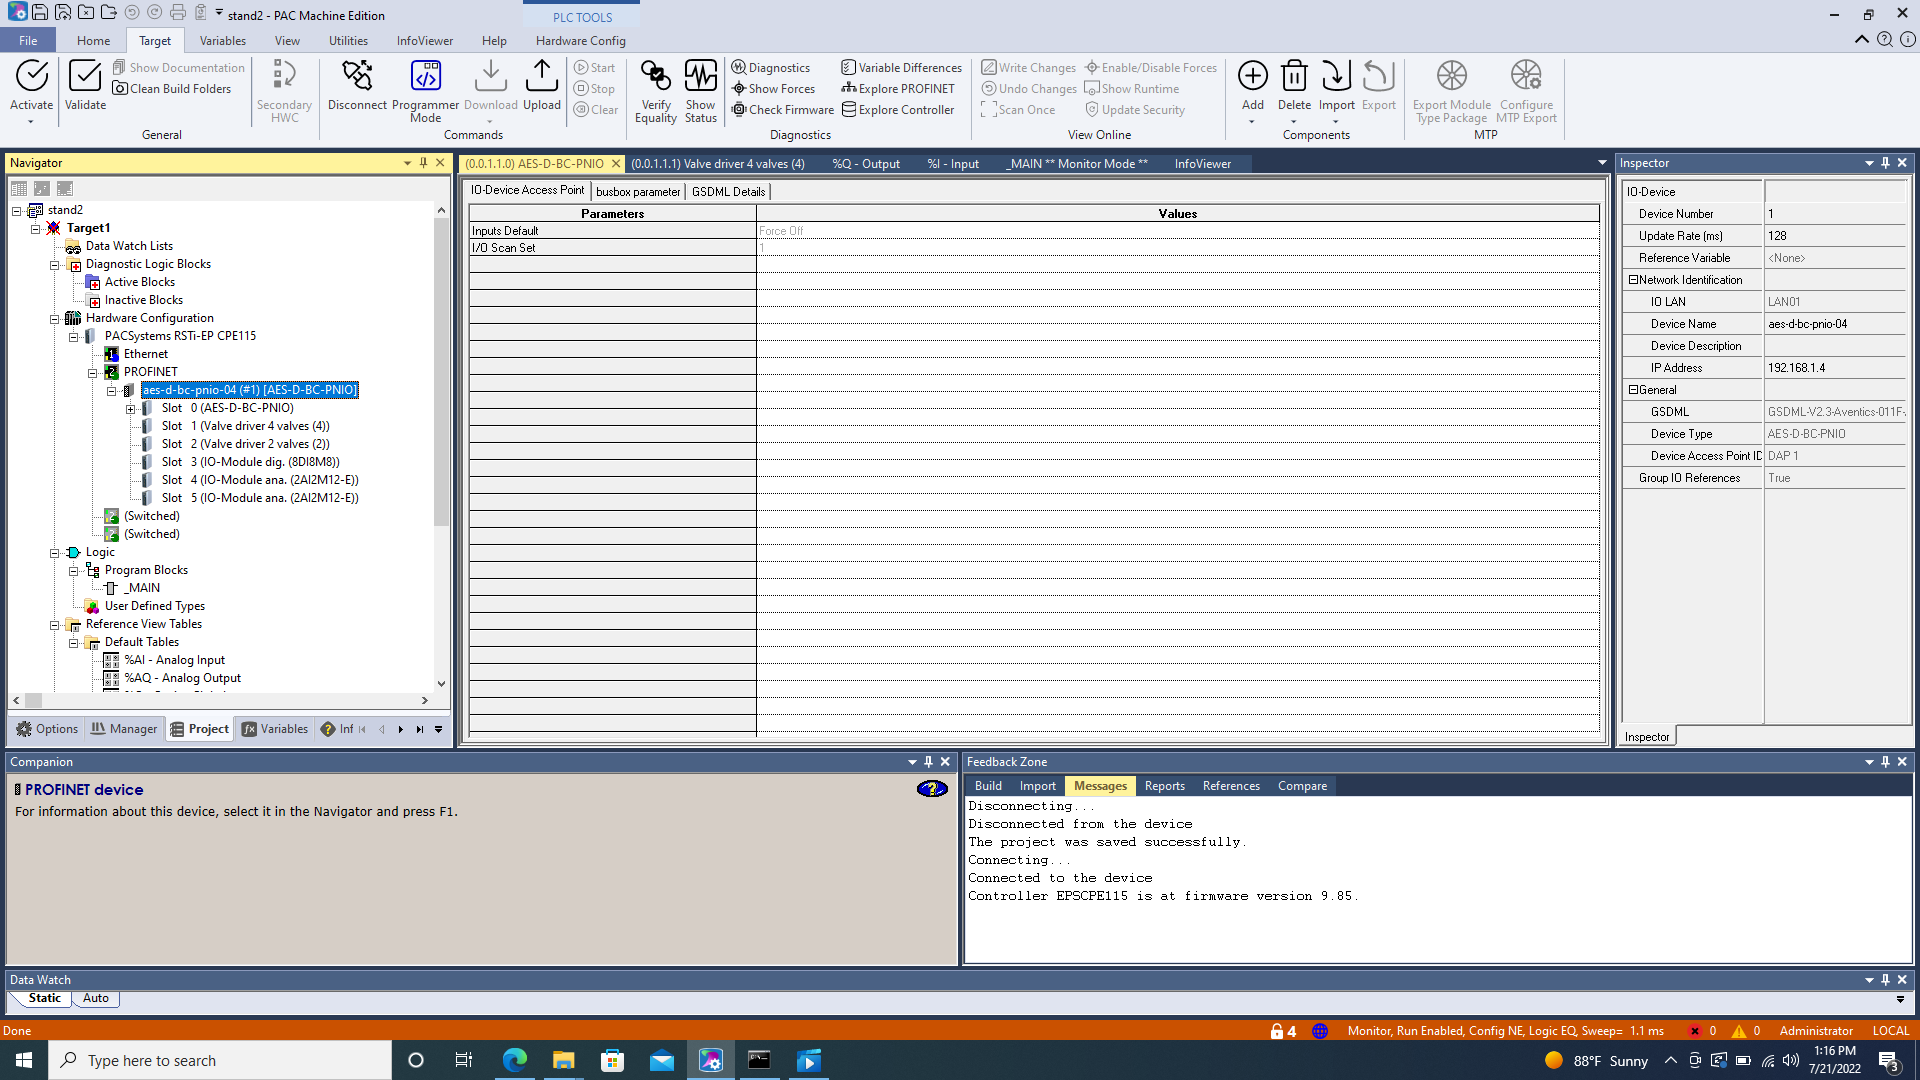 stand2 - PAC Machine Edition
PLC TOOLS
File Home Target Variables View Utilities InfoViewer Help Hardware Config
Activate
Validate
Show Documentation
Clean Build Folders
General
Secondary HWC
Disconnect
Programmer Mode
Download
Upload
Start
Stop
Clear
Commands
Verify Equality
Show Status
Diagnostics
Show Forces
Check Firmware
Variable Differences
Explore PROFINET
Explore Controller
Diagnostics
Write Changes
Undo Changes
Scan Once
Enable/Disable Forces
Show Runtime
Update Security
View Online
Add
Delete
Import
Export
Components
Export Module Type Package
Configure MTP Export
MTP
Navigator
stand2
Target1
Data Watch Lists
Diagnostic Logic Blocks
Active Blocks
Inactive Blocks
Hardware Configuration
PACSystems RSTi-EP CPE115
Ethernet
PROFINET
aes-d-bc-pnio-04 (#1) [AES-D-BC-PNIO]
Slot 0 (AES-D-BC-PNIO)
Slot 1 (Valve driver 4 valves (4))
Slot 2 (Valve driver 2 valves (2))
Slot 3 (IO-Module dig. (8DI8M8))
Slot 4 (IO-Module ana. (2AI2M12-E))
Slot 5 (IO-Module ana. (2AI2M12-E))
(Switched)
(Switched)
Logic
Program Blocks
_MAIN
User Defined Types
Reference View Tables
Default Tables
%AI - Analog Input
%AQ - Analog Output
Options Manager Project Variables Inf
(0.0.1.1.0) AES-D-BC-PNIO (0.0.1.1.1) Valve driver 4 valves (4) %Q - Output %I - Input _MAIN ** Monitor Mode ** InfoViewer
IO-Device Access Point busbox parameter GSDML Details
Parameters Values
Inputs Default Force Off
I/O Scan Set 1
Inspector
IO-Device
Device Number 1
Update Rate (ms) 128
Reference Variable <None>
Network Identification
IO LAN LAN01
Device Name aes-d-bc-pnio-04
Device Description
IP Address 192.168.1.4
General
GSDML GSDML-V2.3-Aventics-011F-
Device Type AES-D-BC-PNIO
Device Access Point ID DAP 1
Group IO References True
Inspector
Companion
PROFINET device
For information about this device, select it in the Navigator and press F1.
Feedback Zone
Build Import Messages Reports References Compare
Disconnecting...
Disconnected from the device
The project was saved successfully.
Connecting...
Connected to the device
Controller EPSCPE115 is at firmware version 9.85.
Data Watch
Static Auto
Done
4 Monitor, Run Enabled, Config NE, Logic EQ, Sweep= 1.1 ms 0 0 Administrator LOCAL
Type here to search
88°F Sunny
1:16 PM
7/21/2022
3